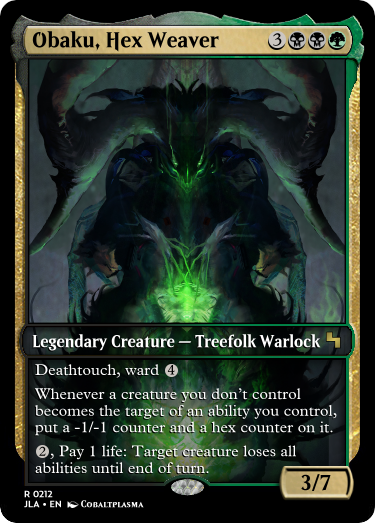 Obaku, Hex Weaver 3
Legendary Creature — Treefolk Warlock
Deathtouch, ward 4
Whenever a creature you don't control
becomes the target of an ability you control,
put a -1/-1 counter and a hex counter on it.
2, Pay 1 life: Target creature loses all
abilities until end of turn.
3/7
R 0212
JLA • EN Cobaltplasma